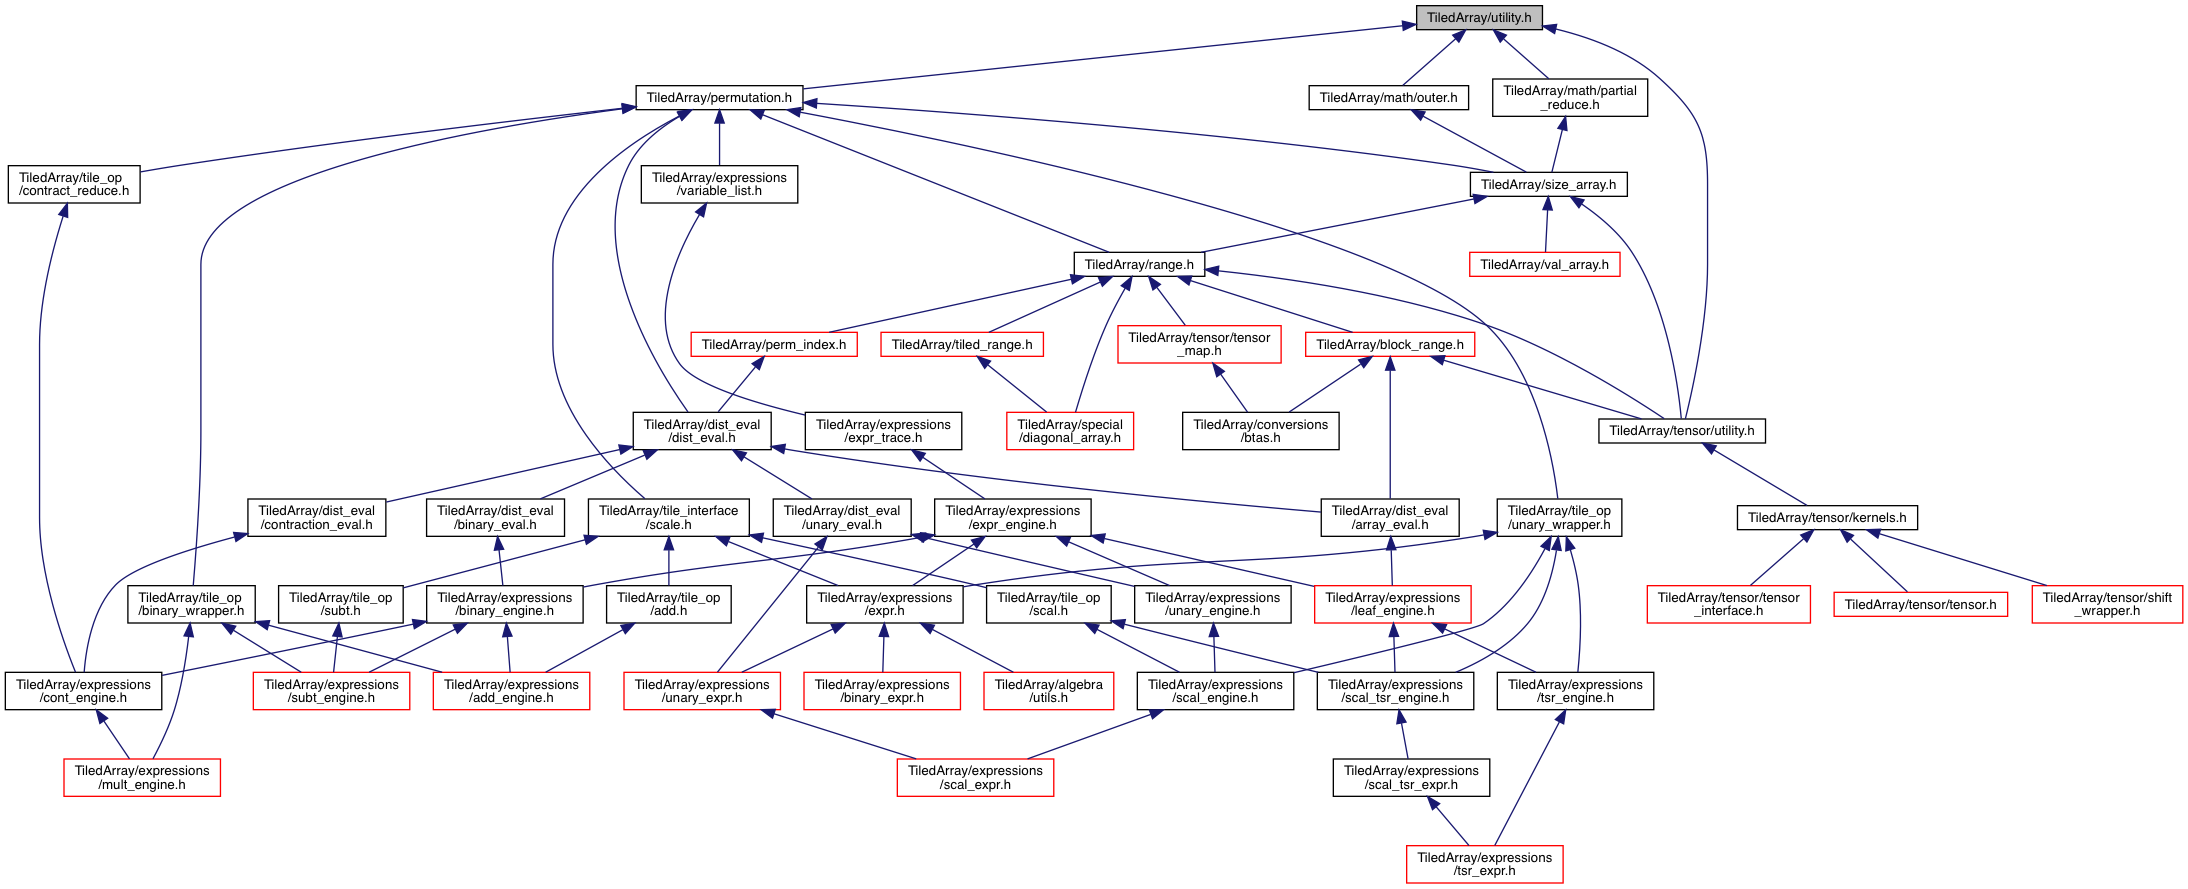 TiledArray/utility.h
TiledArray/permutation.h
TiledArray/math/outer.h
TiledArray/math/partial
_reduce.h
TiledArray/tile_op
/contract_reduce.h
TiledArray/expressions
/variable_list.h
TiledArray/size_array.h
TiledArray/range.h
TiledArray/val_array.h
TiledArray/perm_index.h
TiledArray/tiled_range.h
TiledArray/tensor/tensor
_map.h
TiledArray/block_range.h
TiledArray/dist_eval
/dist_eval.h
TiledArray/expressions
/expr_trace.h
TiledArray/special
/diagonal_array.h
TiledArray/conversions
/btas.h
TiledArray/tensor/utility.h
TiledArray/dist_eval
/contraction_eval.h
TiledArray/dist_eval
/binary_eval.h
TiledArray/tile_interface
/scale.h
TiledArray/dist_eval
/unary_eval.h
TiledArray/expressions
/expr_engine.h
TiledArray/dist_eval
/array_eval.h
TiledArray/tile_op
/unary_wrapper.h
TiledArray/tensor/kernels.h
TiledArray/tile_op
/binary_wrapper.h
TiledArray/tile_op
/subt.h
TiledArray/expressions
/binary_engine.h
TiledArray/tile_op
/add.h
TiledArray/expressions
/expr.h
TiledArray/tile_op
/scal.h
TiledArray/expressions
/unary_engine.h
TiledArray/expressions
/leaf_engine.h
TiledArray/tensor/tensor
_interface.h
TiledArray/tensor/tensor.h
TiledArray/tensor/shift
_wrapper.h
TiledArray/expressions
/cont_engine.h
TiledArray/expressions
/subt_engine.h
TiledArray/expressions
/add_engine.h
TiledArray/expressions
/unary_expr.h
TiledArray/expressions
/binary_expr.h
TiledArray/algebra
/utils.h
TiledArray/expressions
/scal_engine.h
TiledArray/expressions
/scal_tsr_engine.h
TiledArray/expressions
/tsr_engine.h
TiledArray/expressions
/mult_engine.h
TiledArray/expressions
/scal_expr.h
TiledArray/expressions
/scal_tsr_expr.h
TiledArray/expressions
/tsr_expr.h